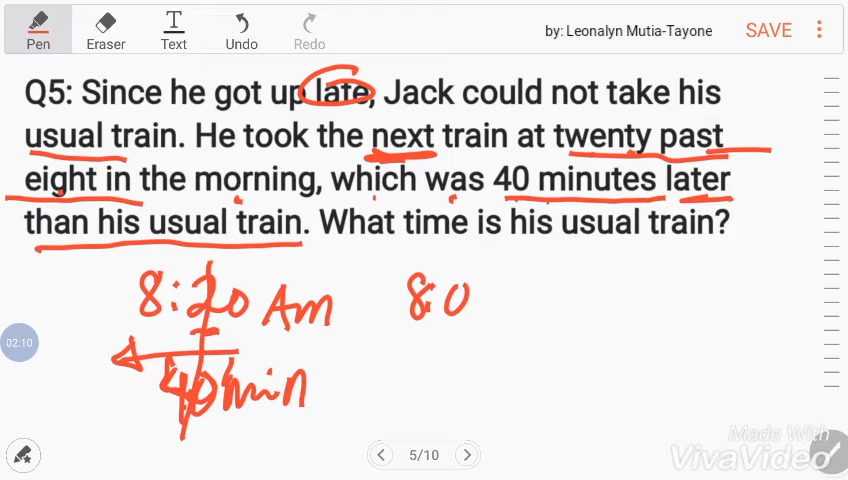 Pen Eraser Text Undo Redo by: Leonalyn Mutia-Tayone SAVE
Q5: Since he got up late, Jack could not take his
usual train. He took the next train at twenty past
eight in the morning, which was 40 minutes later
than his usual train. What time is his usual train?
8:20 Am 8:0
02:10
40 min
5/10
Made With
VivaVideo